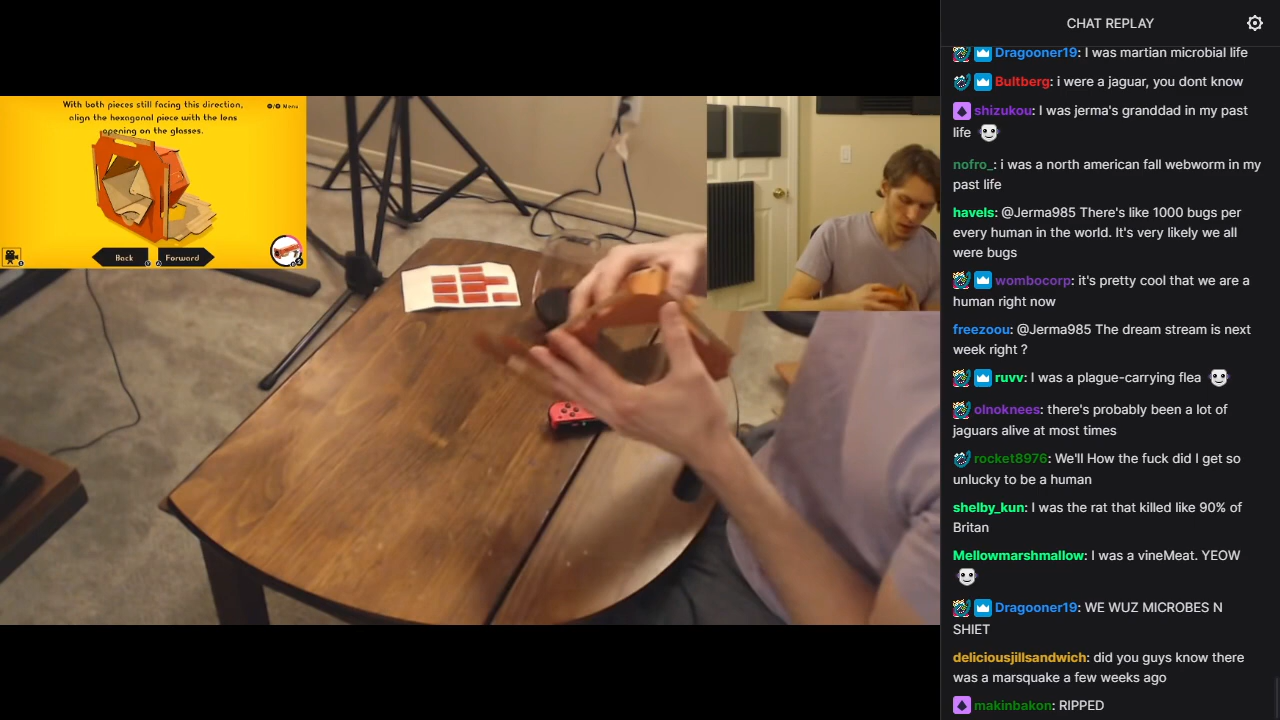 With both pieces still facing this direction,
align the hexagonal piece with the lens
opening on the glasses.
Menu
Back
Forward
CHAT REPLAY
Dragooner19: I was martian microbial life
Bultberg: i were a jaguar, you dont know
shizukou: I was jerma's granddad in my past
life
nofro_: i was a north american fall webworm in my
past life
havels: @Jerma985 There's like 1000 bugs per
every human in the world. It's very likely we all
were bugs
wombocorp: it's pretty cool that we are a
human right now
freezoou: @Jerma985 The dream stream is next
week right ?
ruvv: I was a plague-carrying flea
olnoknees: there's probably been a lot of
jaguars alive at most times
rocket8976: We'll How the fuck did I get so
unlucky to be a human
shelby_kun: I was the rat that killed like 90% of
Britan
Mellowmarshmallow: I was a vineMeat. YEOW
Dragooner19: WE WUZ MICROBES N
SHIET
deliciousjillsandwich: did you guys know there
was a marsquake a few weeks ago
makinbakon: RIPPED